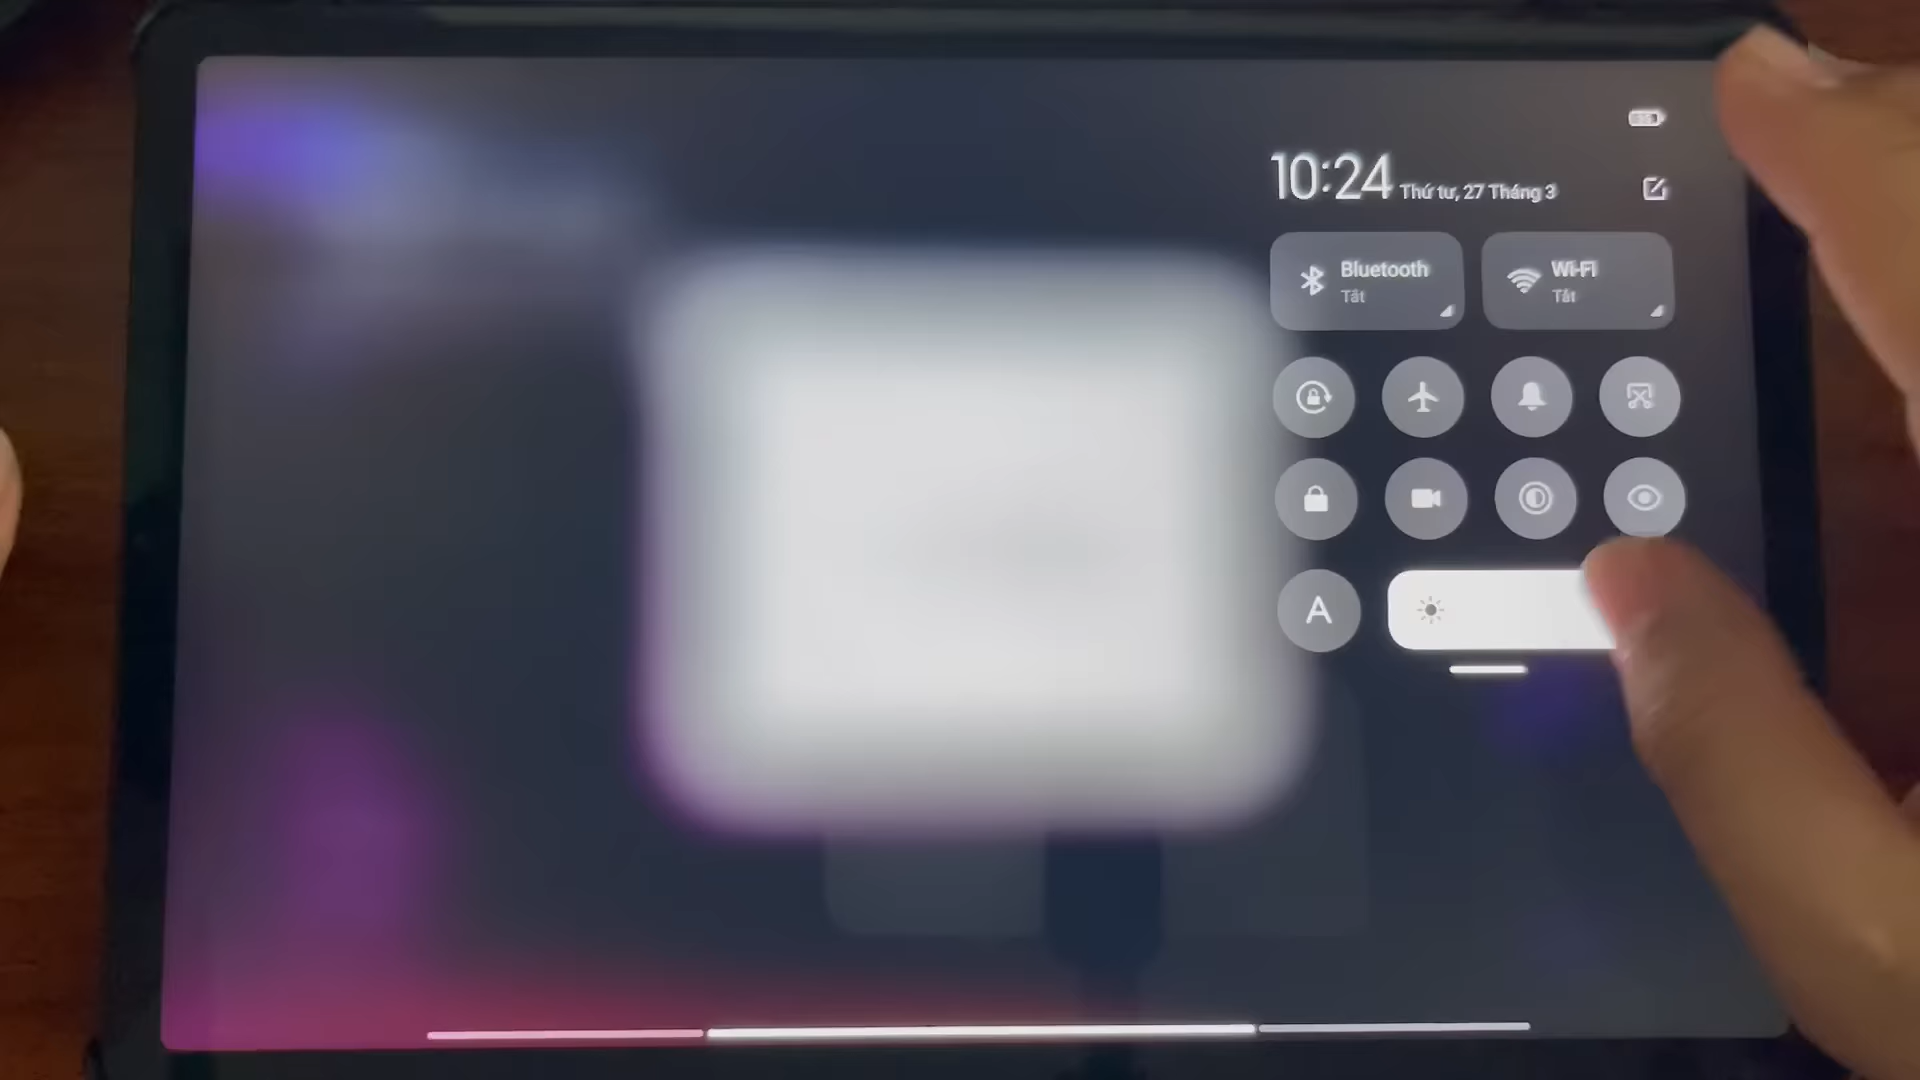 10:24 Thứ tư, 27 Tháng 3
Bluetooth
Tắt
Wi-Fi
Tắt
A